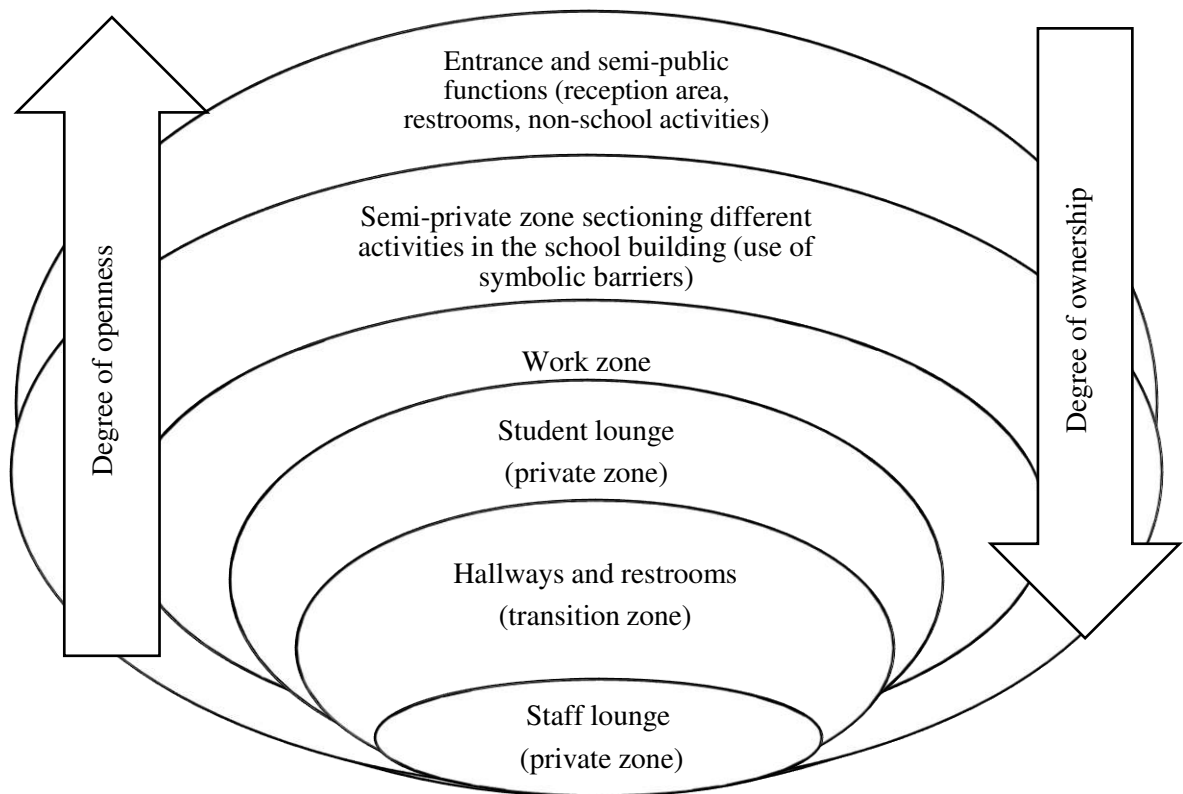 Entrance and semi-public
functions (reception area,
restrooms, non-school activities)
Semi-private zone sectioning different
activities in the school building (use of
symbolic barriers)
Work zone
Student lounge
(private zone)
Hallways and restrooms
(transition zone)
Staff lounge
(private zone)
Degree of openness
Degree of ownership